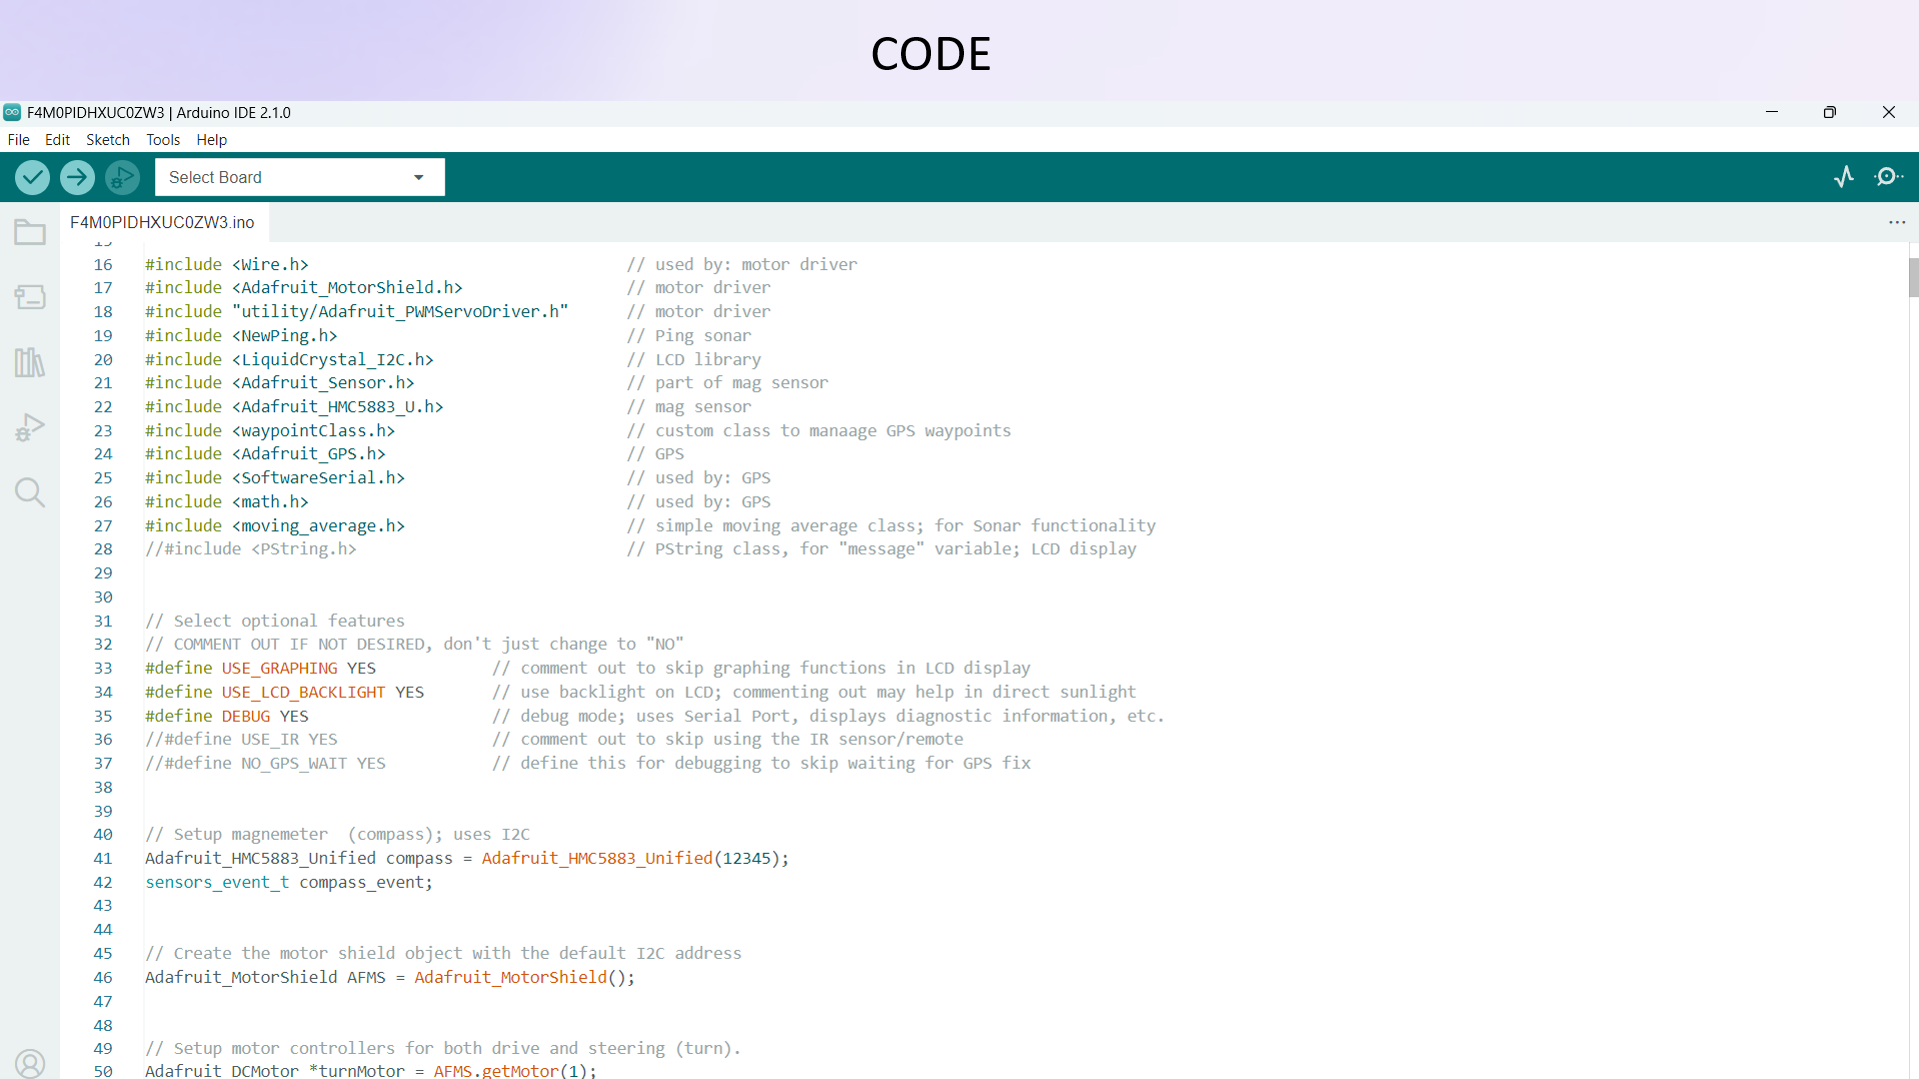 CODE
F4M0PIDHXUC0ZW3 | Arduino IDE 2.1.0
File Edit Sketch Tools Help
Select Board
F4M0PIDHXUC0ZW3.ino
16 #include <Wire.h> // used by: motor driver
17 #include <Adafruit_MotorShield.h> // motor driver
18 #include "utility/Adafruit_PWMServoDriver.h" // motor driver
19 #include <NewPing.h> // Ping sonar
20 #include <LiquidCrystal_I2C.h> // LCD library
21 #include <Adafruit_Sensor.h> // part of mag sensor
22 #include <Adafruit_HMC5883_U.h> // mag sensor
23 #include <waypointClass.h> // custom class to manaage GPS waypoints
24 #include <Adafruit_GPS.h> // GPS
25 #include <SoftwareSerial.h> // used by: GPS
26 #include <math.h> // used by: GPS
27 #include <moving_average.h> // simple moving average class; for Sonar functionality
28 //#include <PString.h> // PString class, for "message" variable; LCD display
29
30
31 // Select optional features
32 // COMMENT OUT IF NOT DESIRED, don't just change to "NO"
33 #define USE_GRAPHING YES // comment out to skip graphing functions in LCD display
34 #define USE_LCD_BACKLIGHT YES // use backlight on LCD; commenting out may help in direct sunlight
35 #define DEBUG YES // debug mode; uses Serial Port, displays diagnostic information, etc.
36 //#define USE_IR YES // comment out to skip using the IR sensor/remote
37 //#define NO_GPS_WAIT YES // define this for debugging to skip waiting for GPS fix
38
39
40 // Setup magnemeter (compass); uses I2C
41 Adafruit_HMC5883_Unified compass = Adafruit_HMC5883_Unified(12345);
42 sensors_event_t compass_event;
43
44
45 // Create the motor shield object with the default I2C address
46 Adafruit_MotorShield AFMS = Adafruit_MotorShield();
47
48
49 // Setup motor controllers for both drive and steering (turn).
50 Adafruit_DCMotor *turnMotor = AFMS.getMotor(1);